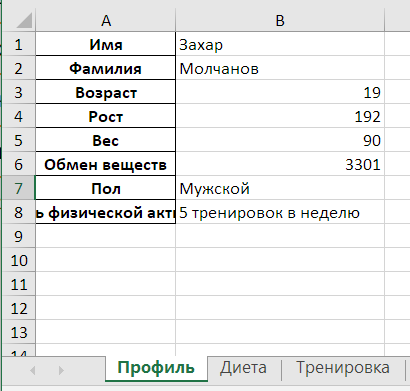 A B
1 Имя Захар
2 Фамилия Молчанов
3 Возраст 19
4 Рост 192
5 Вес 90
6 Обмен веществ 3301
7 Пол Мужской
8 ь физической акти 5 тренировок в неделю
9
10
11
12
13
14
Профиль Диета Тренировка